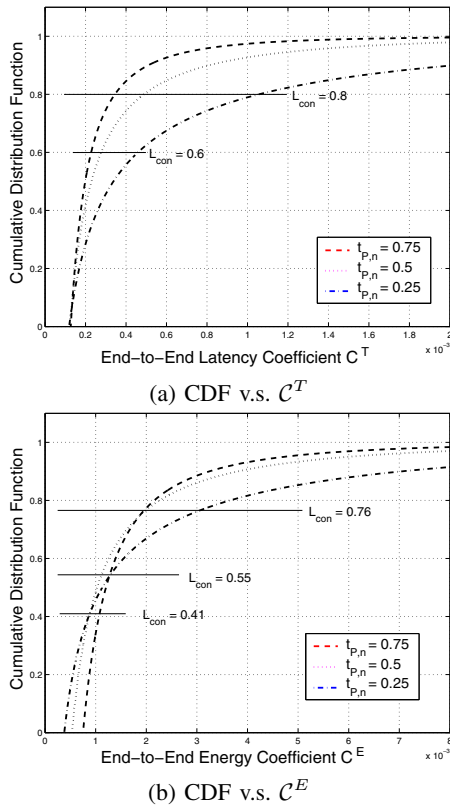 Cumulative Distribution Function
1
0.8
0.6
0.4
0.2
0
L_con = 0.8
L_con = 0.6
t_P,n = 0.75
t_P,n = 0.5
t_P,n = 0.25
0 0.2 0.4 0.6 0.8 1 1.2 1.4 1.6 1.8 2
x 10⁻³
End−to−End Latency Coefficient C^T
(a) CDF v.s. C^T
Cumulative Distribution Function
1
0.8
0.6
0.4
0.2
0
L_con = 0.76
L_con = 0.55
L_con = 0.41
t_P,n = 0.75
t_P,n = 0.5
t_P,n = 0.25
0 1 2 3 4 5 6 7 8
x 10⁻³
End−to−End Energy Coefficient C^E
(b) CDF v.s. C^E